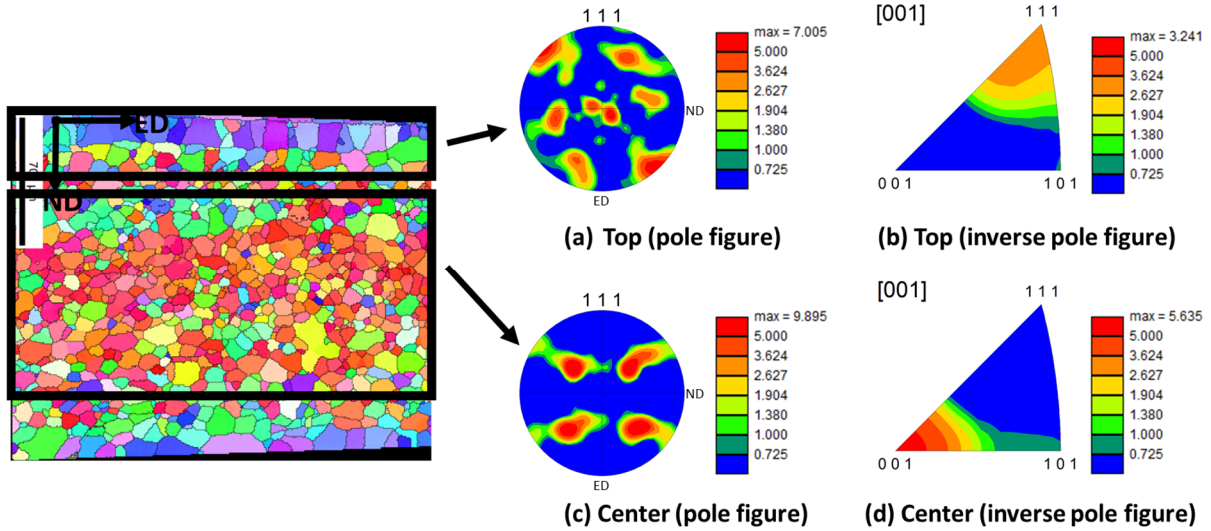 ED
ND
1 1 1
ND
ED
max = 7.005
5.000
3.624
2.627
1.904
1.380
1.000
0.725
(a) Top (pole figure)
[001]
1 1 1
0 0 1
1 0 1
max = 3.241
5.000
3.624
2.627
1.904
1.380
1.000
0.725
(b) Top (inverse pole figure)
1 1 1
ND
ED
max = 9.895
5.000
3.624
2.627
1.904
1.380
1.000
0.725
(c) Center (pole figure)
[001]
1 1 1
0 0 1
1 0 1
max = 5.635
5.000
3.624
2.627
1.904
1.380
1.000
0.725
(d) Center (inverse pole figure)